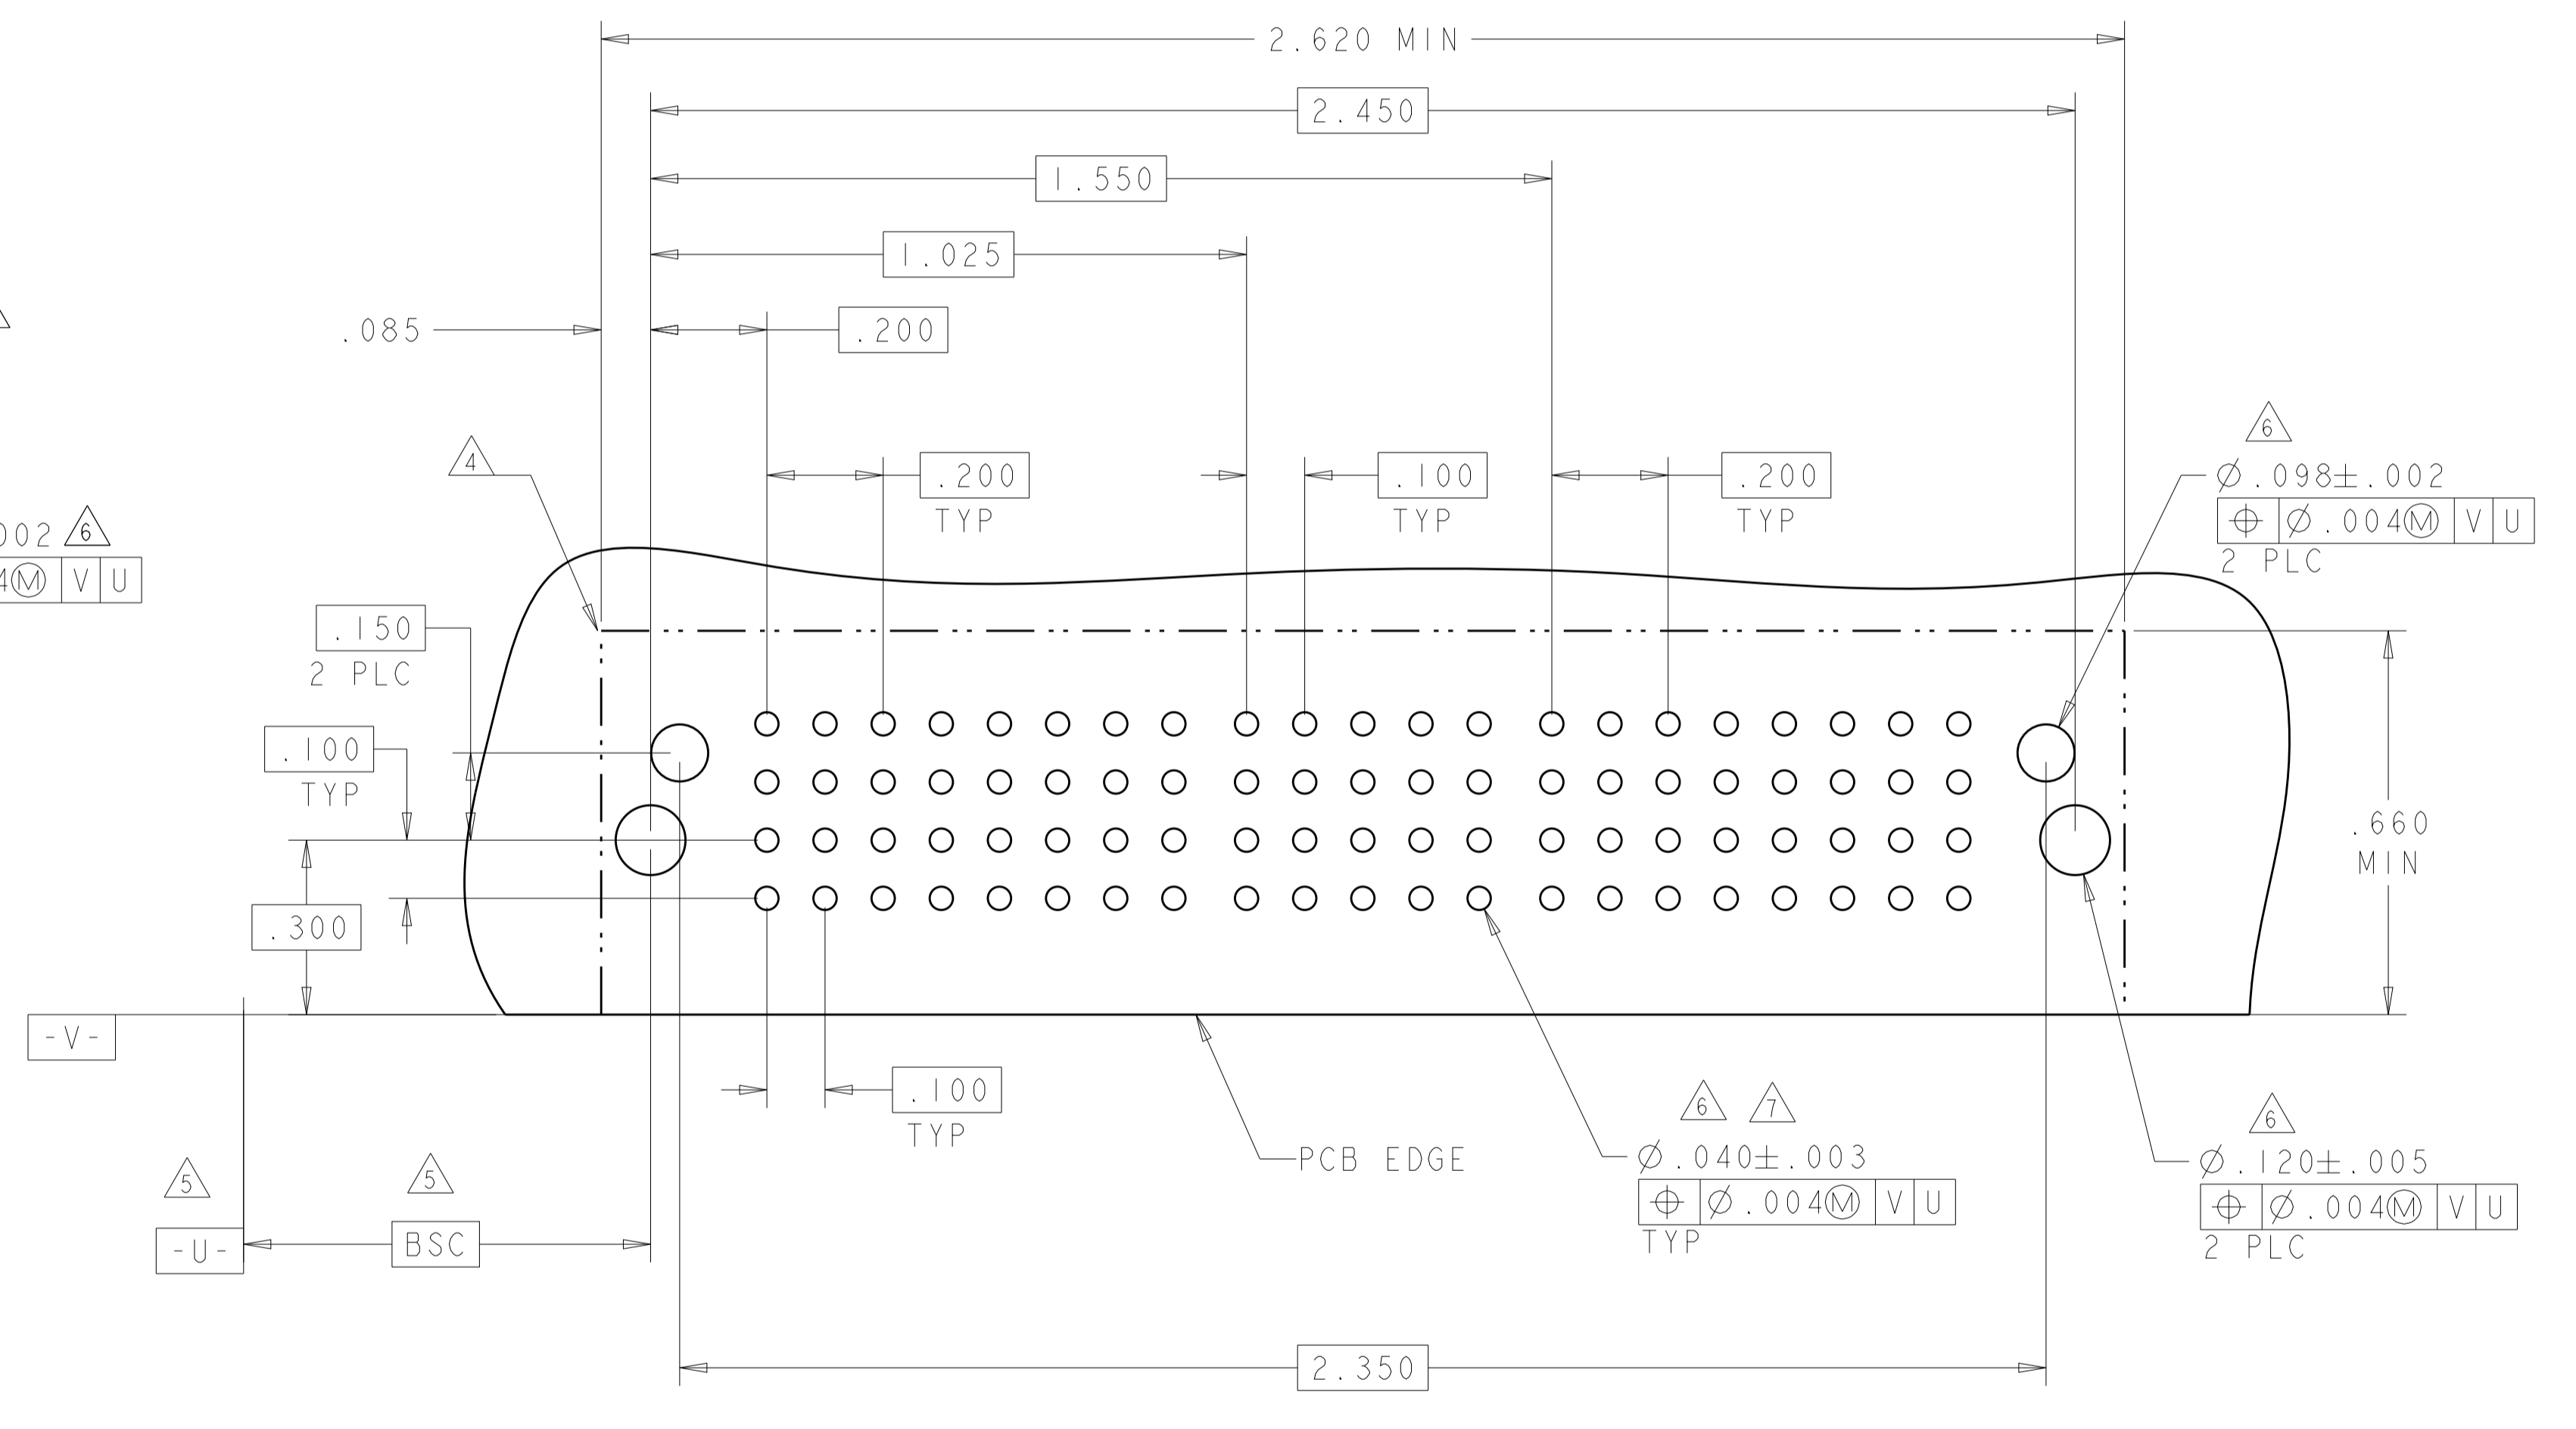 2.620 MIN
2.450
1.550
1.025
.085
.200
4
.200
TYP
.100
TYP
.200
TYP
6
⌀.098±.002
⌖ ⌀.004Ⓜ V U
2 PLC
002 6
4Ⓜ V U
.150
2 PLC
.100
TYP
.300
.660
MIN
-V-
.100
TYP
PCB EDGE
6 7
⌀.040±.003
⌖ ⌀.004Ⓜ V U
TYP
6
⌀.120±.005
⌖ ⌀.004Ⓜ V U
2 PLC
5
-U-
5
BSC
2.350